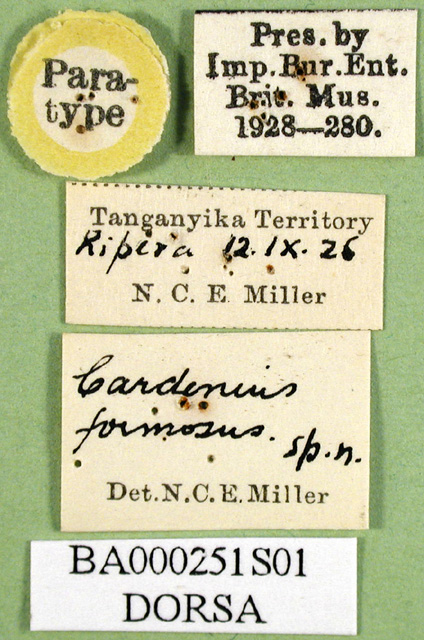 Para-
type
Pres. by
Imp. Bur. Ent.
Brit. Mus.
1928—280.
Tanganyika Territory
Kipera 12.IX.26
N. C. E. Miller
Cardenius
formosus. sp.n.
Det. N. C. E. Miller
BA000251S01
DORSA